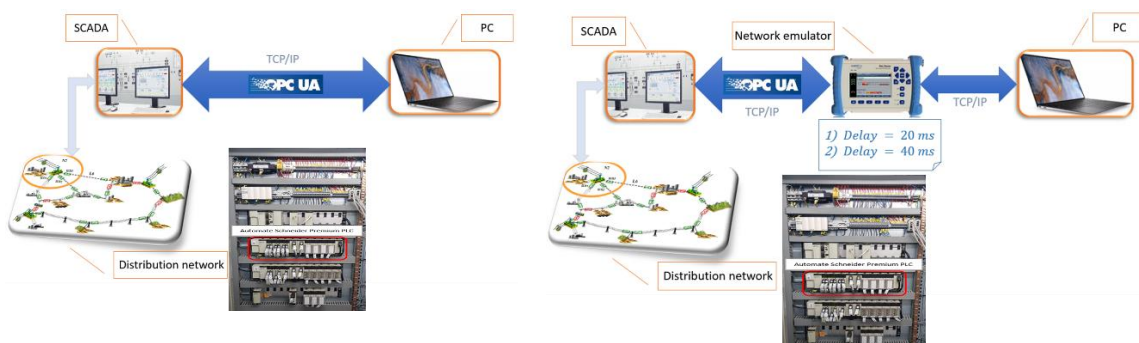 SCADA
PC
TCP/IP
OPC UA
Distribution network
Automate Schneider Premium PLC
SCADA
Network emulator
PC
OPC UA
TCP/IP
TCP/IP
1) Delay = 20 ms
2) Delay = 40 ms
Distribution network
Automate Schneider Premium PLC